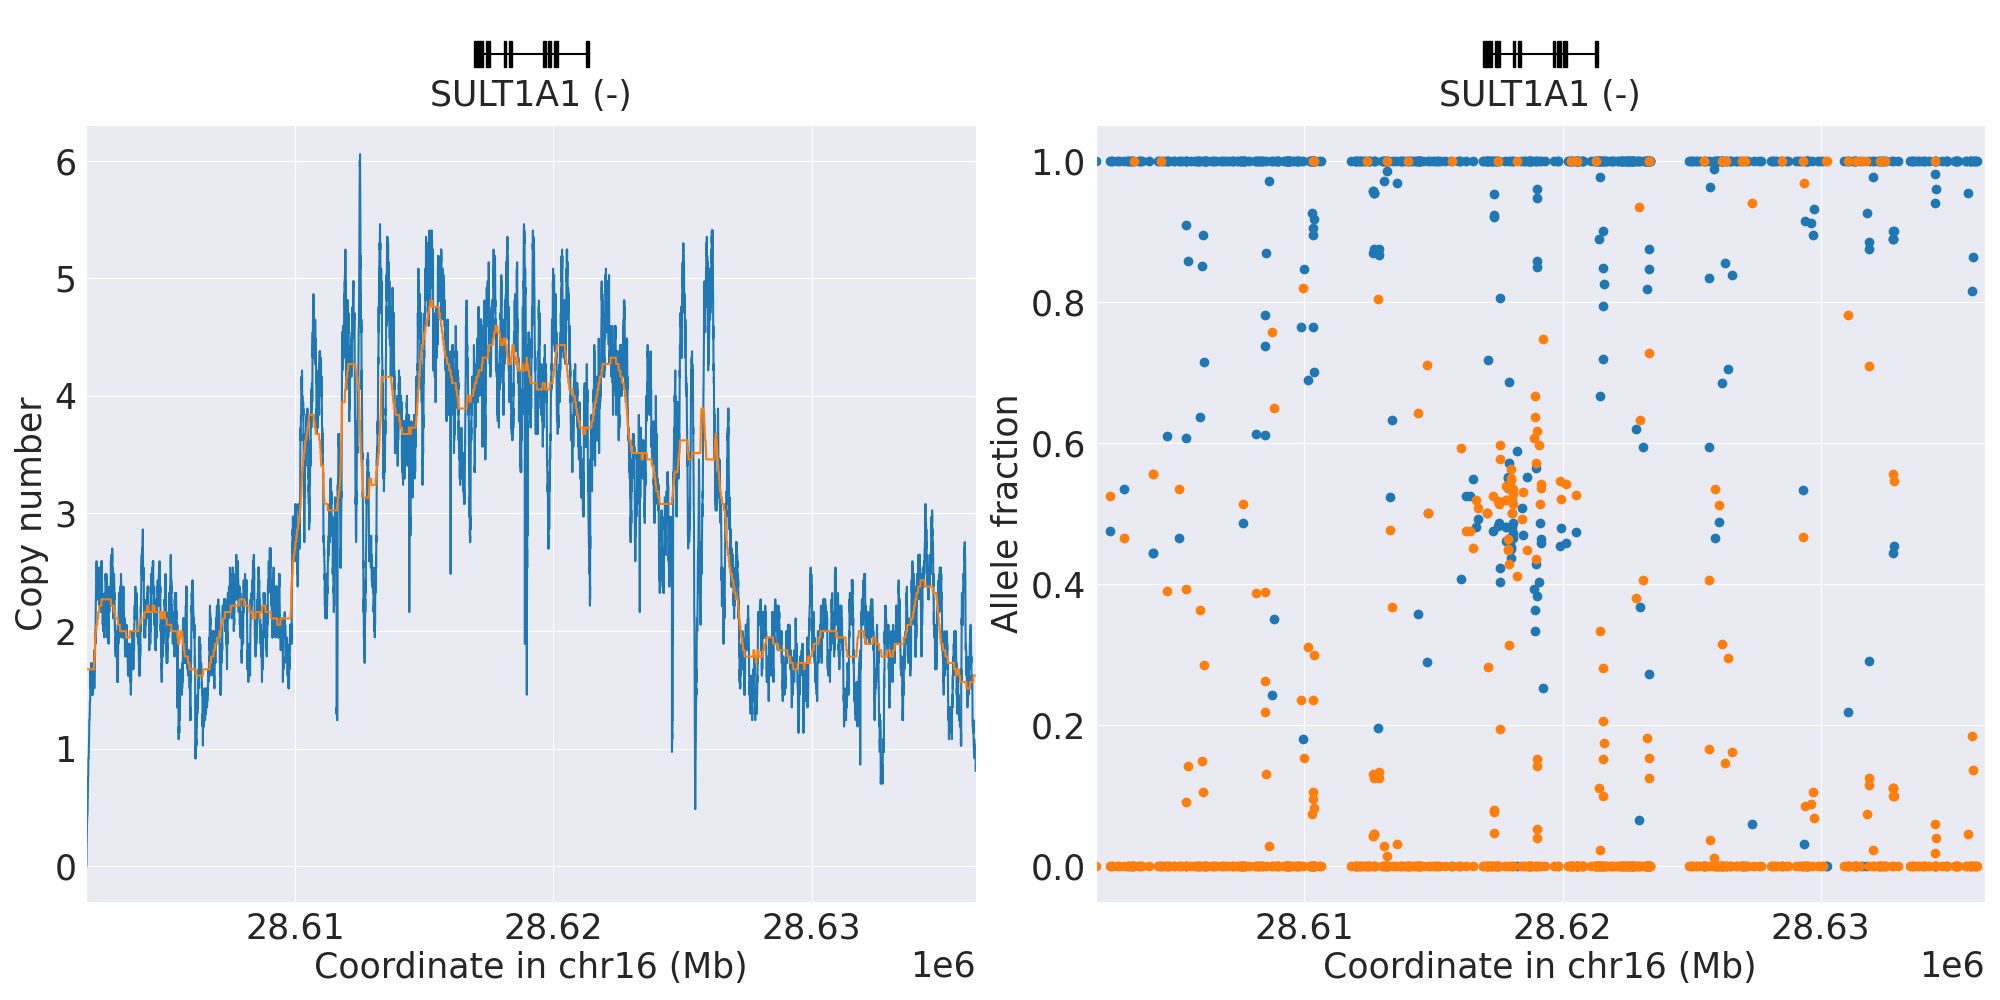 SULT1A1 (-)
Copy number
6
5
4
3
2
1
0
28.61
28.62
28.63
Coordinate in chr16 (Mb)
1e6
SULT1A1 (-)
Allele fraction
1.0
0.8
0.6
0.4
0.2
0.0
28.61
28.62
28.63
Coordinate in chr16 (Mb)
1e6